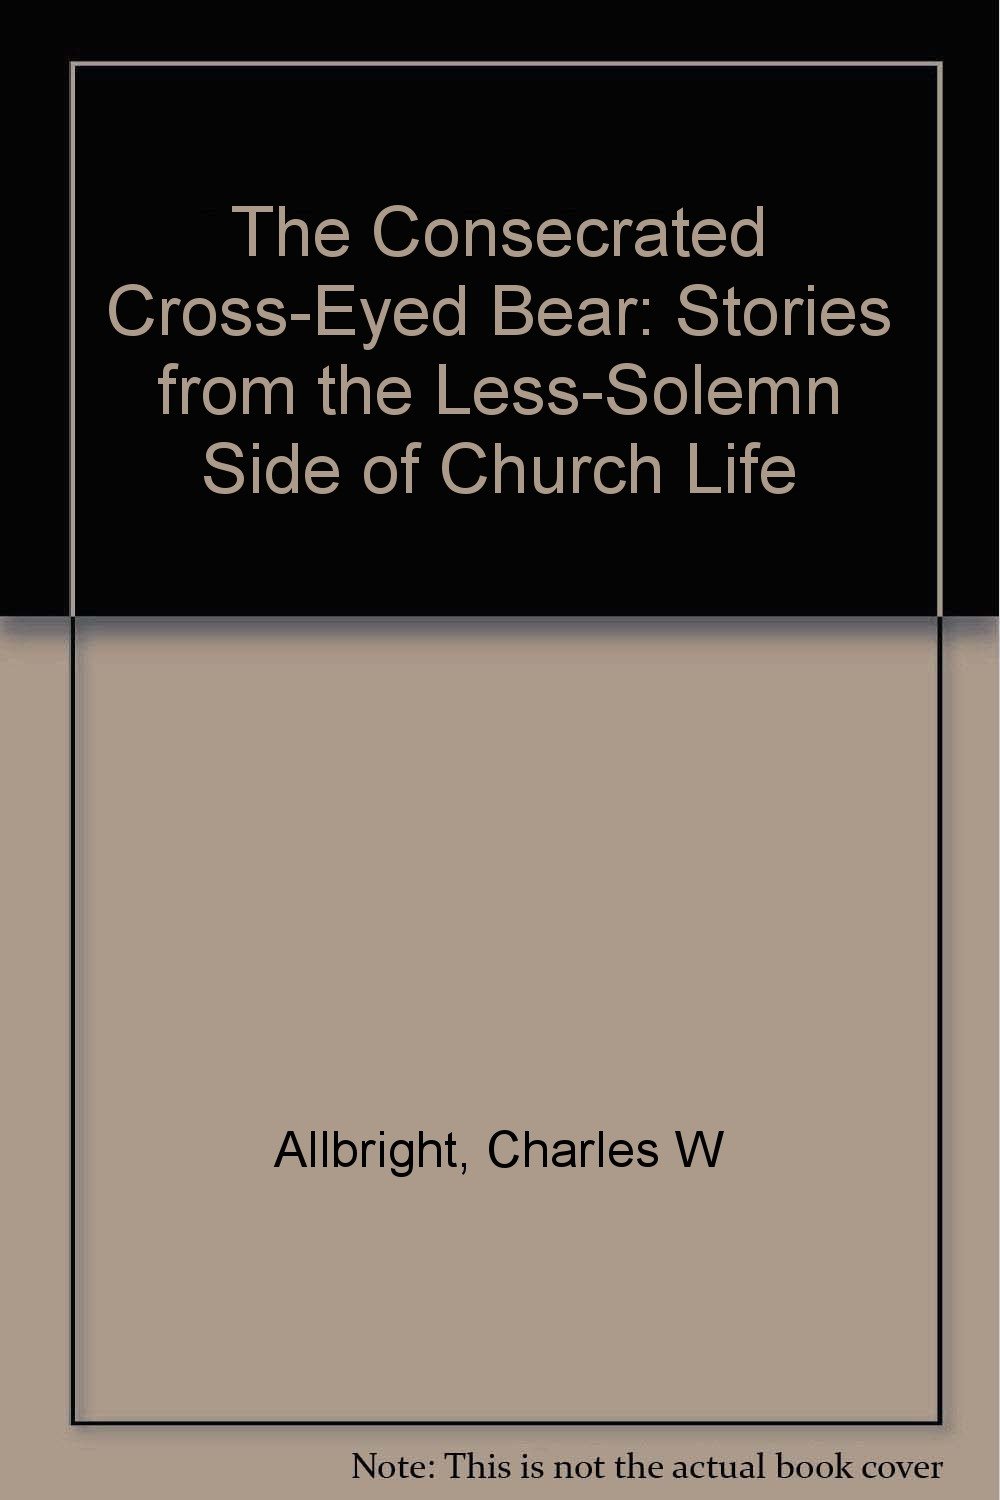 The Consecrated
Cross-Eyed Bear: Stories
from the Less-Solemn
Side of Church Life
Allbright, Charles W
Note: This is not the actual book cover